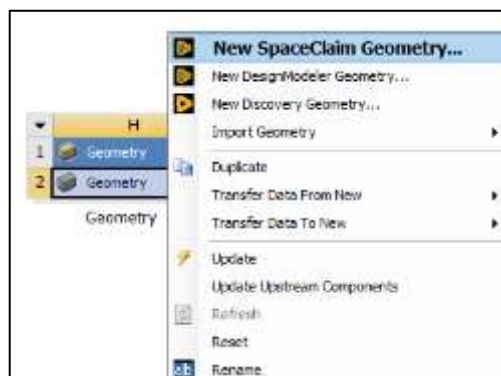 New SpaceClaim Geometry...
New DesignModeler Geometry...
New Discovery Geometry...
Import Geometry
Duplicate
Transfer Data From New
Transfer Data To New
Update
Update Upstream Components
Refresh
Reset
Rename
H
1 Geometry
2 Geometry
Geometry